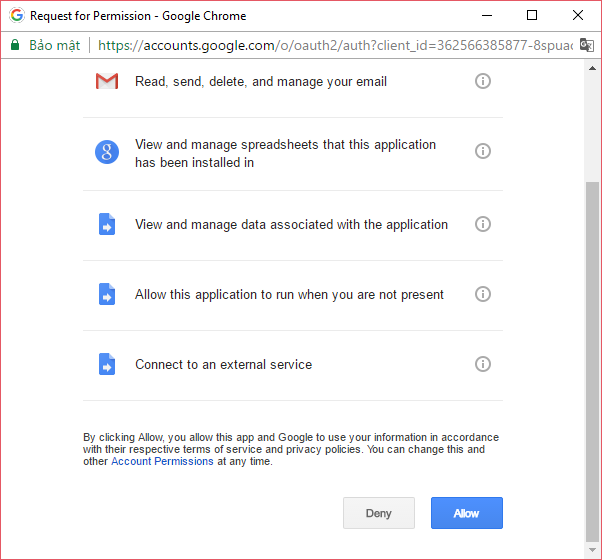 Request for Permission - Google Chrome
Bảo mật | https://accounts.google.com/o/oauth2/auth?client_id=362566385877-8spuac
Read, send, delete, and manage your email
View and manage spreadsheets that this application
has been installed in
View and manage data associated with the application
Allow this application to run when you are not present
Connect to an external service
By clicking Allow, you allow this app and Google to use your information in accordance
with their respective terms of service and privacy policies. You can change this and
other Account Permissions at any time.
Deny Allow